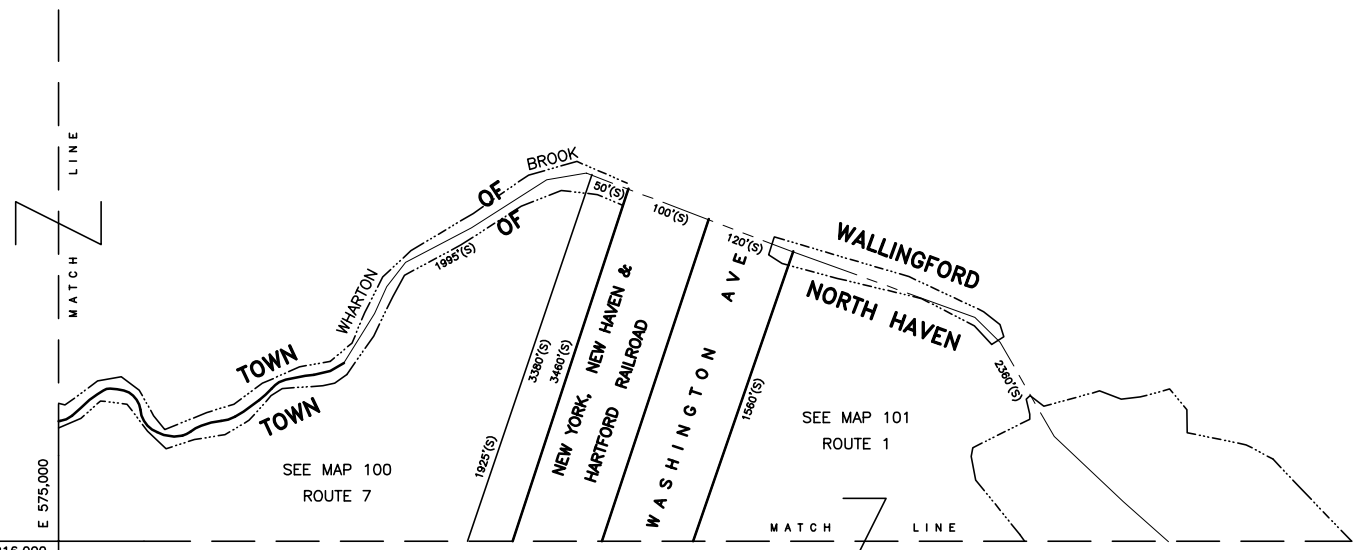 MATCH LINE
BROOK
OF
OF
WHARTON
1995'(S)
50'(S)
100'(S)
120'(S)
WALLINGFORD
NORTH HAVEN
2360'(S)
TOWN
TOWN
3380'(S)
3460'(S)
1925'(S)
NEW YORK, NEW HAVEN &
HARTFORD RAILROAD
WASHINGTON AVE
1560'(S)
SEE MAP 101
ROUTE 1
SEE MAP 100
ROUTE 7
E 575,000
MATCH LINE